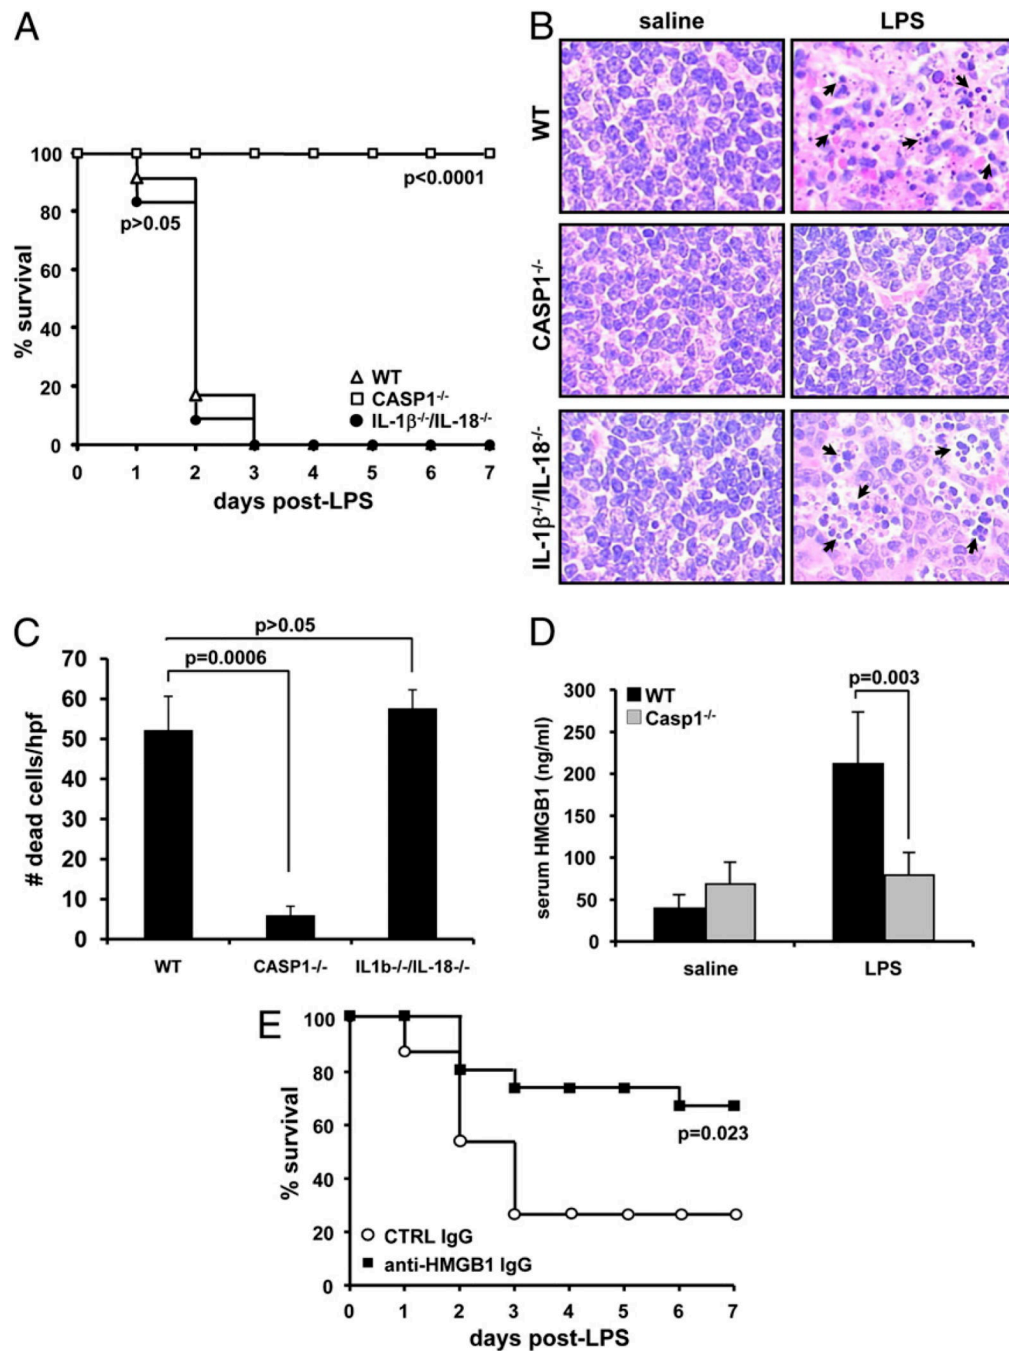 A
100
80
60
40
20
0
% survival
0 1 2 3 4 5 6 7
days post-LPS
p<0.0001
p>0.05
WT
CASP1-/-
IL-1β-/-/IL-18-/-
B
saline LPS
WT
CASP1-/-
IL-1β-/-/IL-18-/-
C
p>0.05
p=0.0006
70
60
50
40
30
20
10
0
# dead cells/hpf
WT CASP1-/- IL1b-/-/IL-18-/-
D
p=0.003
300
250
200
150
100
50
0
serum HMGB1 (ng/ml)
WT
Casp1-/-
saline LPS
E
100
80
60
40
20
0
% survival
p=0.023
CTRL IgG
anti-HMGB1 IgG
0 1 2 3 4 5 6 7
days post-LPS